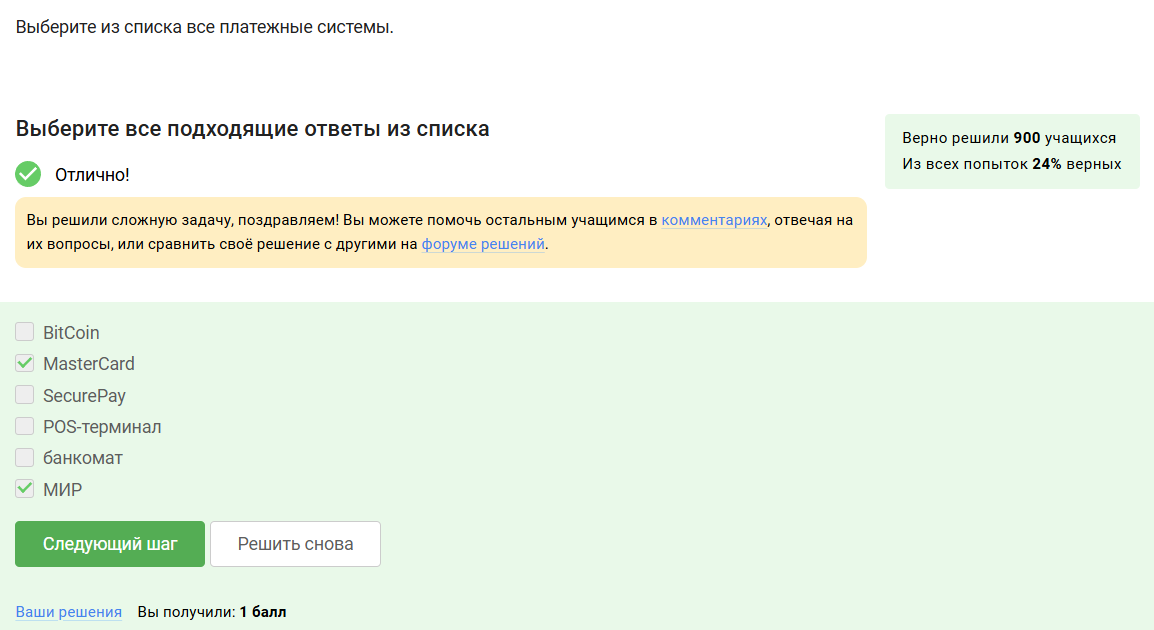 Выберите из списка все платежные системы.
Выберите все подходящие ответы из списка
Верно решили 900 учащихся
Из всех попыток 24% верных
Отлично!
Вы решили сложную задачу, поздравляем! Вы можете помочь остальным учащимся в комментариях, отвечая на
их вопросы, или сравнить своё решение с другими на форуме решений.
BitCoin
MasterCard
SecurePay
POS-терминал
банкомат
МИР
Следующий шаг
Решить снова
Ваши решения Вы получили: 1 балл